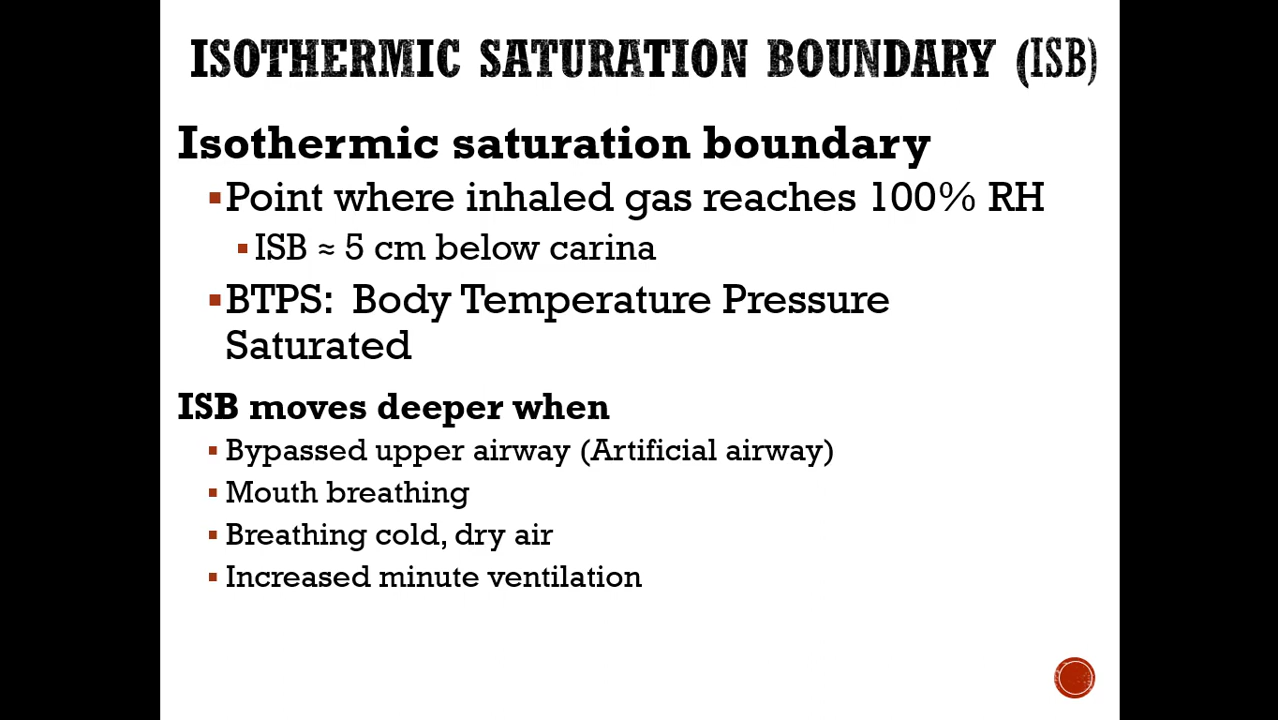 ISOTHERMIC SATURATION BOUNDARY (ISB)
Isothermic saturation boundary
▪Point where inhaled gas reaches 100% RH
▪ISB ≈ 5 cm below carina
▪BTPS: Body Temperature Pressure
Saturated
ISB moves deeper when
▪Bypassed upper airway (Artificial airway)
▪Mouth breathing
▪Breathing cold, dry air
▪Increased minute ventilation